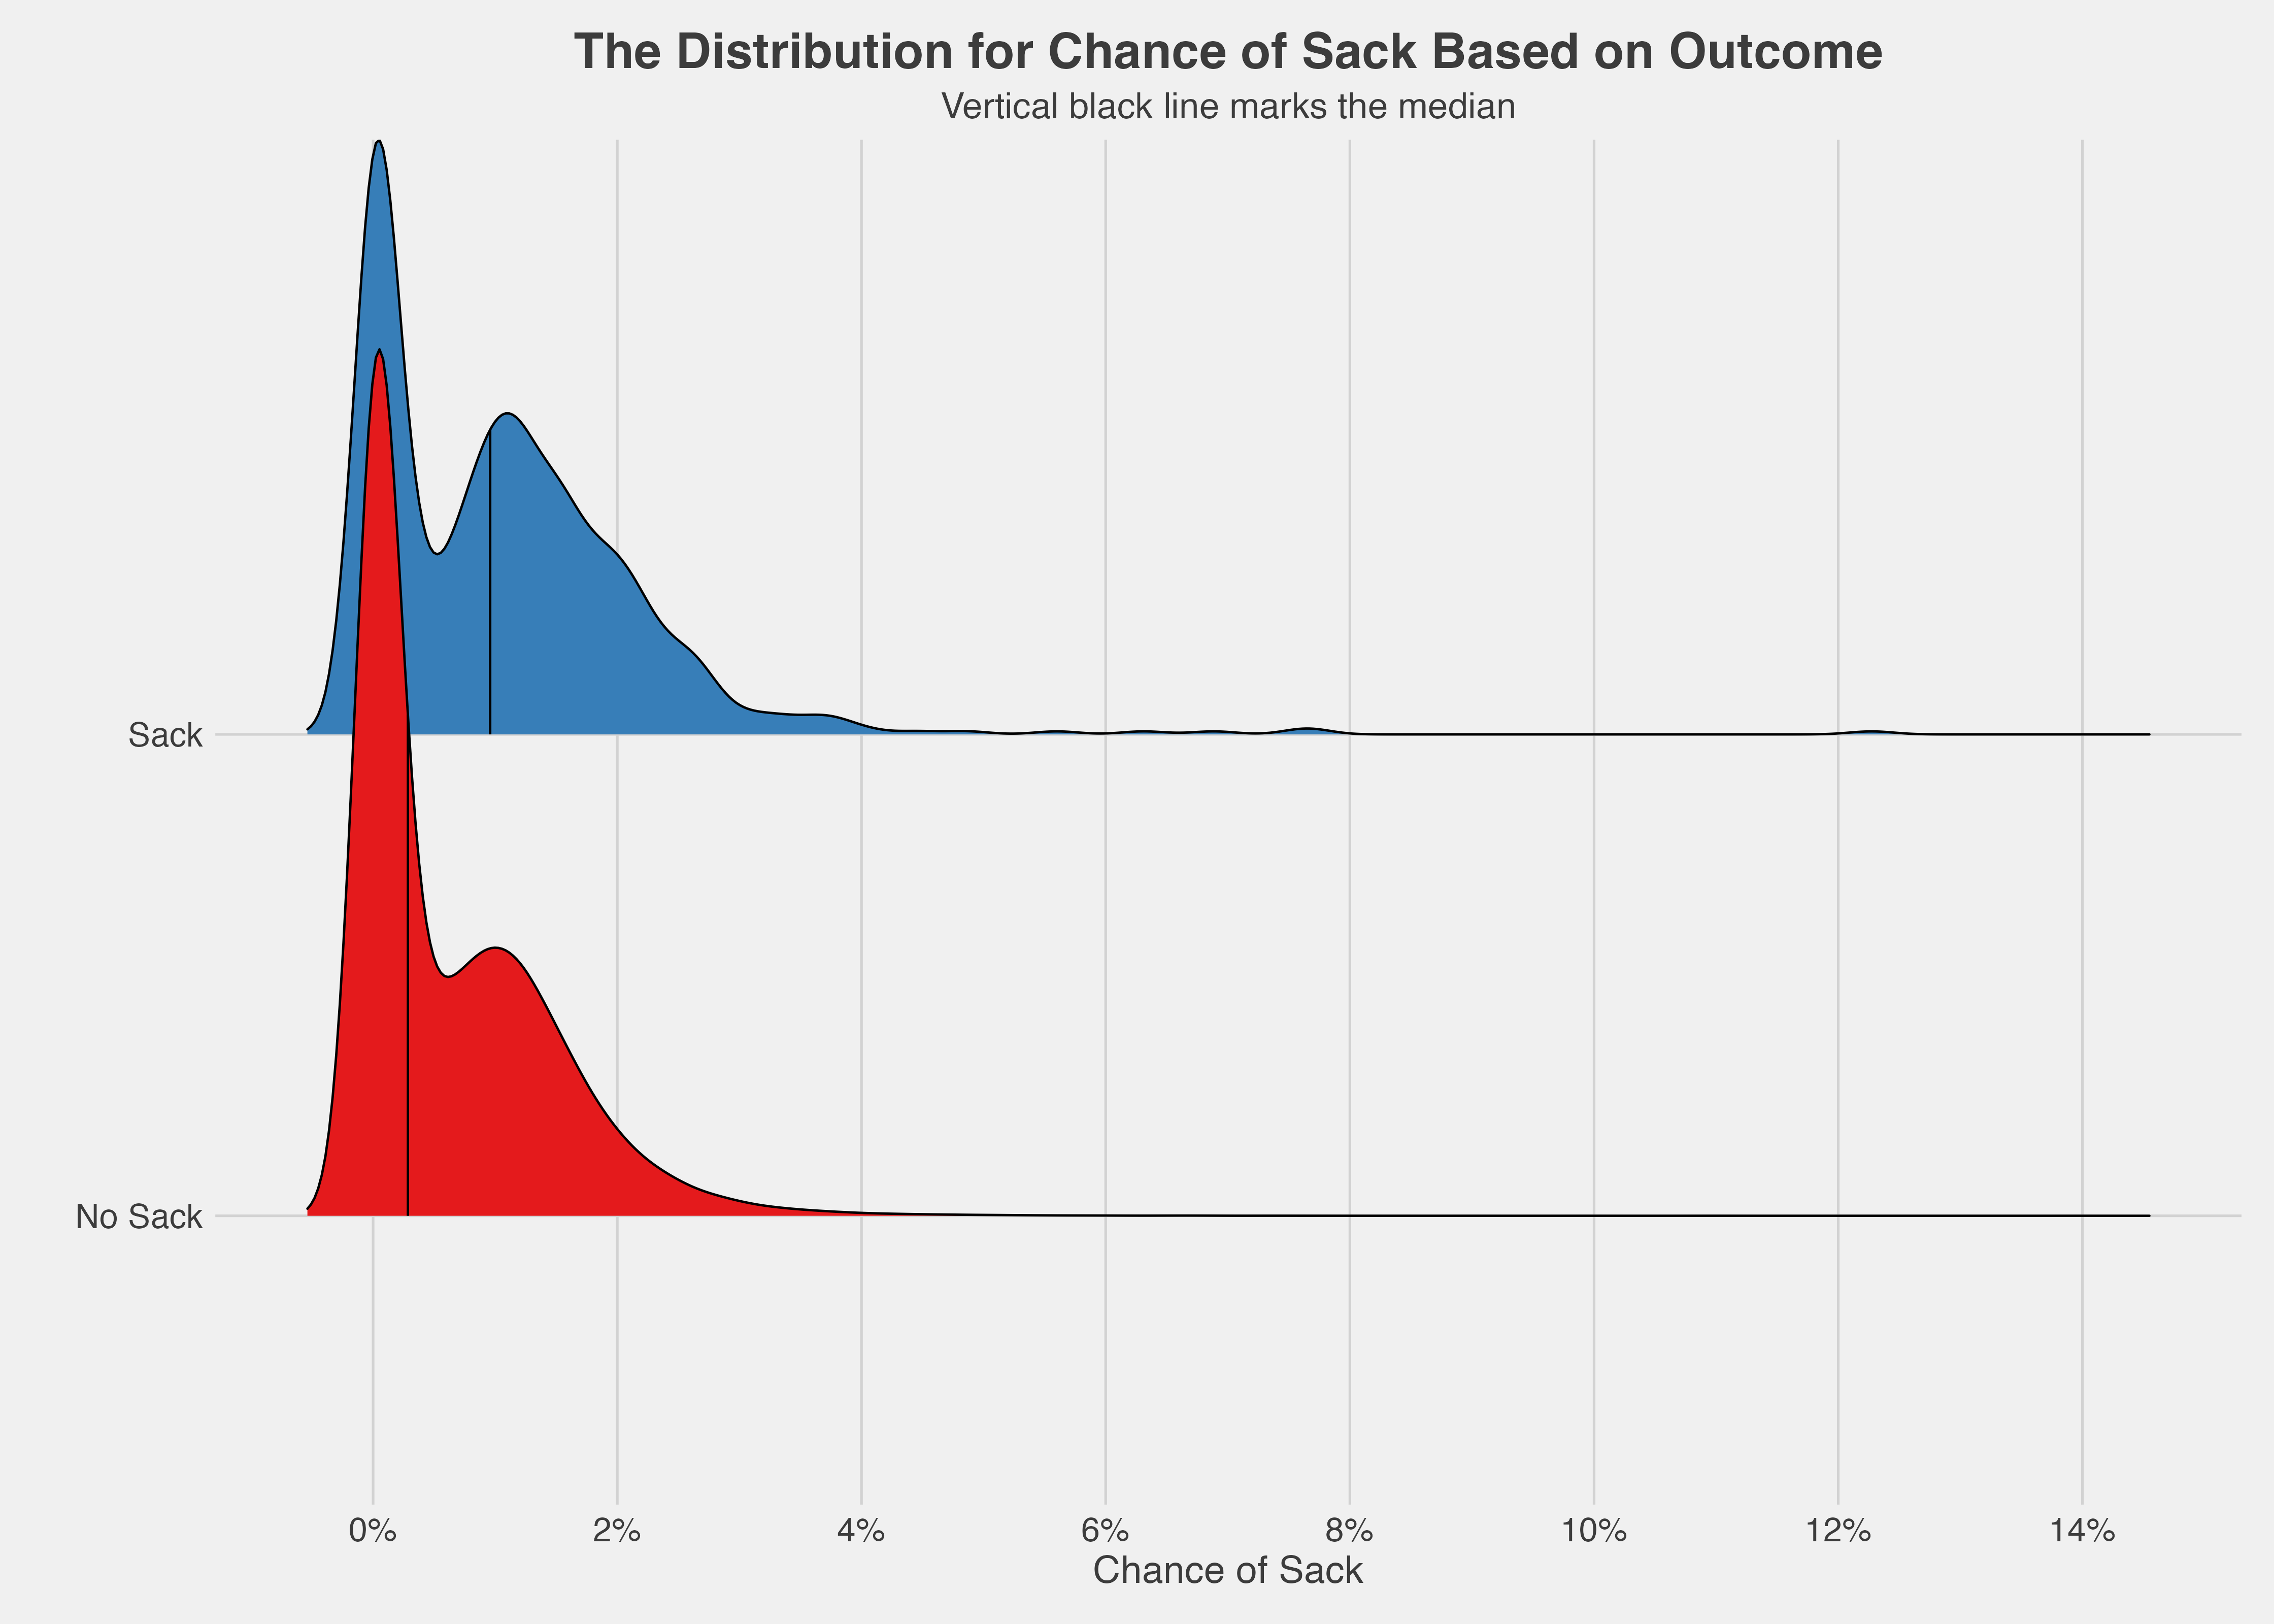 The Distribution for Chance of Sack Based on Outcome
Vertical black line marks the median
Sack
No Sack
0% 2% 4% 6% 8% 10% 12% 14%
Chance of Sack